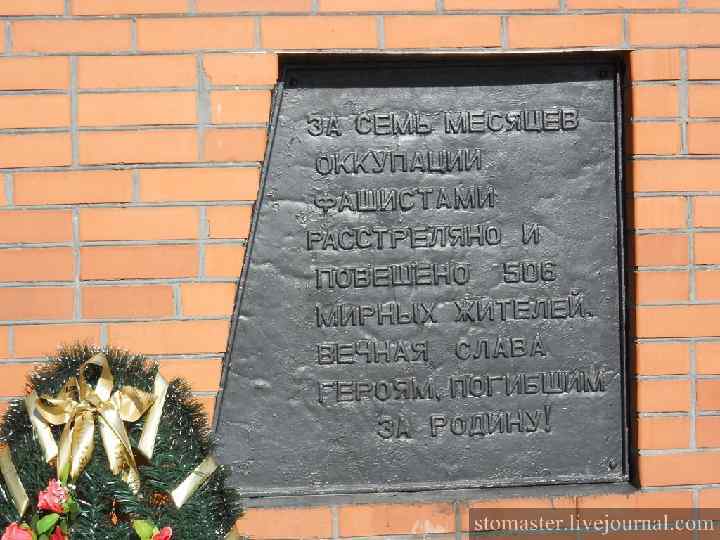 ЗА СЕМЬ МЕСЯЦЕВ
ОККУПАЦИИ
ФАШИСТАМИ
РАССТРЕЛЯНО И
ПОВЕШЕНО 506
МИРНЫХ ЖИТЕЛЕЙ.
ВЕЧНАЯ СЛАВА
ГЕРОЯМ, ПОГИБШИМ
ЗА РОДИНУ!
stomaster.livejournal.com